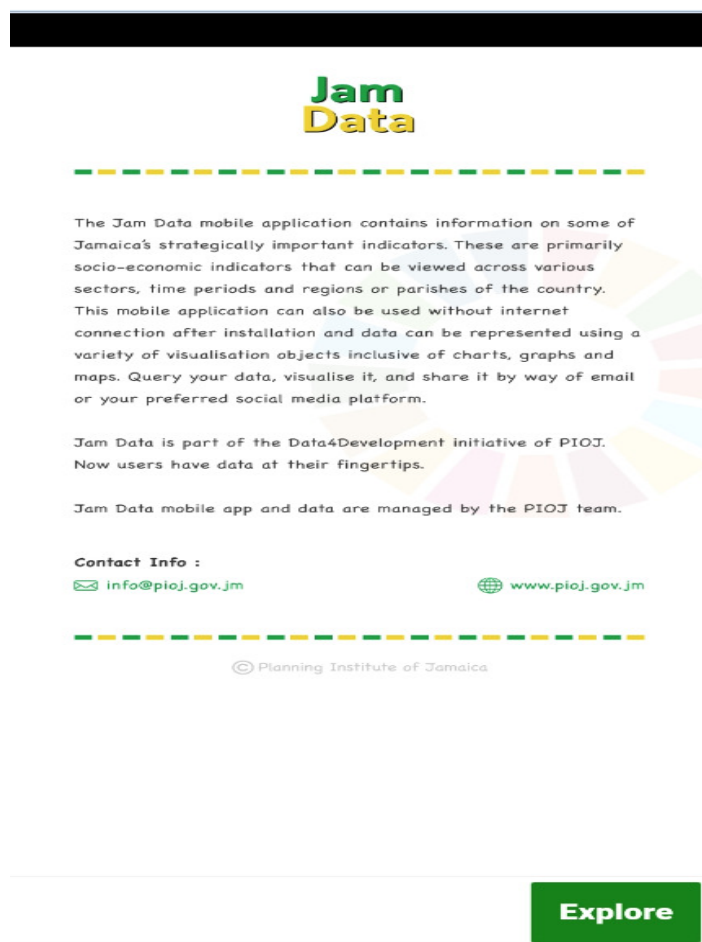 Jam
Data
The Jam Data mobile application contains information on some of
Jamaica's strategically important indicators. These are primarily
socio-economic indicators that can be viewed across various
sectors, time periods and regions or parishes of the country.
This mobile application can also be used without internet
connection after installation and data can be represented using a
variety of visualisation objects inclusive of charts, graphs and
maps. Query your data, visualise it, and share it by way of email
or your preferred social media platform.
Jam Data is part of the Data4Development initiative of PIOJ.
Now users have data at their fingertips.
Jam Data mobile app and data are managed by the PIOJ team.
Contact Info :
info@pioj.gov.jm
www.pioj.gov.jm
© Planning Institute of Jamaica
Explore